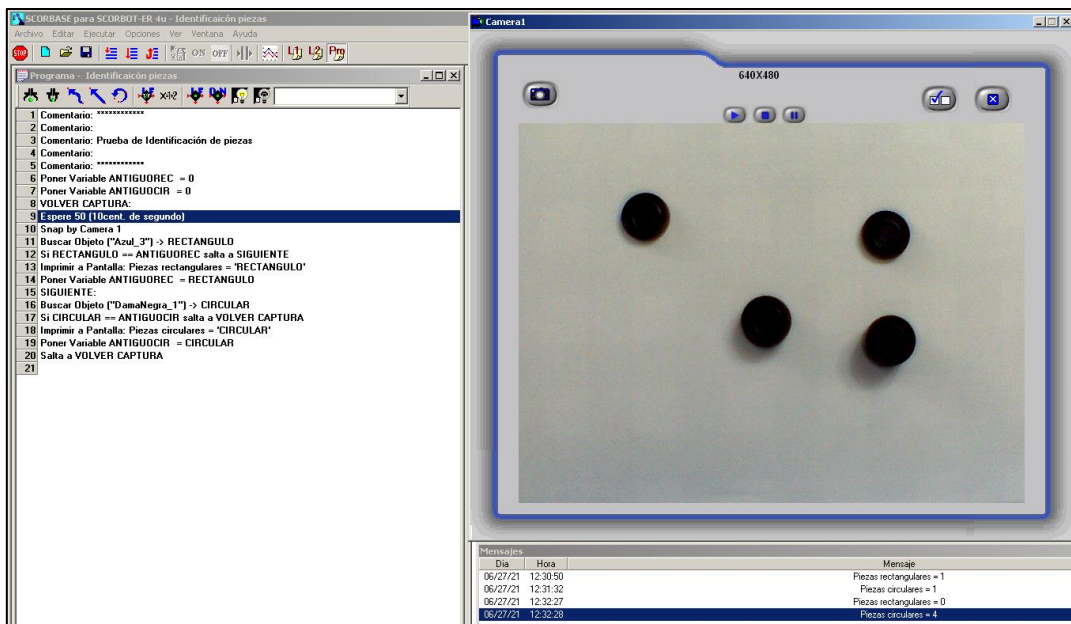 SCORBASE para SCORBOT-ER 4u - Identificaicón piezas
Archivo Editar Ejecutar Opciones Ver Ventana Ayuda
STOP ON OFF L1 L2 Prg
Programa - Identificaicón piezas
1 Comentario: ************
2 Comentario:
3 Comentario: Prueba de Identificación de piezas
4 Comentario:
5 Comentario: ************
6 Poner Variable ANTIGUOREC = 0
7 Poner Variable ANTIGUOCIR = 0
8 VOLVER CAPTURA:
9 Espere 50 (10cent. de segundo)
10 Snap by Camera 1
11 Buscar Objeto ("Azul_3") -> RECTANGULO
12 Si RECTANGULO == ANTIGUOREC salta a SIGUIENTE
13 Imprimir a Pantalla: Piezas rectangulares = 'RECTANGULO'
14 Poner Variable ANTIGUOREC = RECTANGULO
15 SIGUIENTE:
16 Buscar Objeto ("DamaNegra_1") -> CIRCULAR
17 Si CIRCULAR == ANTIGUOCIR salta a VOLVER CAPTURA
18 Imprimir a Pantalla: Piezas circulares = 'CIRCULAR'
19 Poner Variable ANTIGUOCIR = CIRCULAR
20 Salta a VOLVER CAPTURA
21
Camera1
640X480
Mensajes
Dia Hora Mensaje
06/27/21 12:30:50 Piezas rectangulares = 1
06/27/21 12:31:32 Piezas circulares = 1
06/27/21 12:32:27 Piezas rectangulares = 0
06/27/21 12:32:28 Piezas circulares = 4